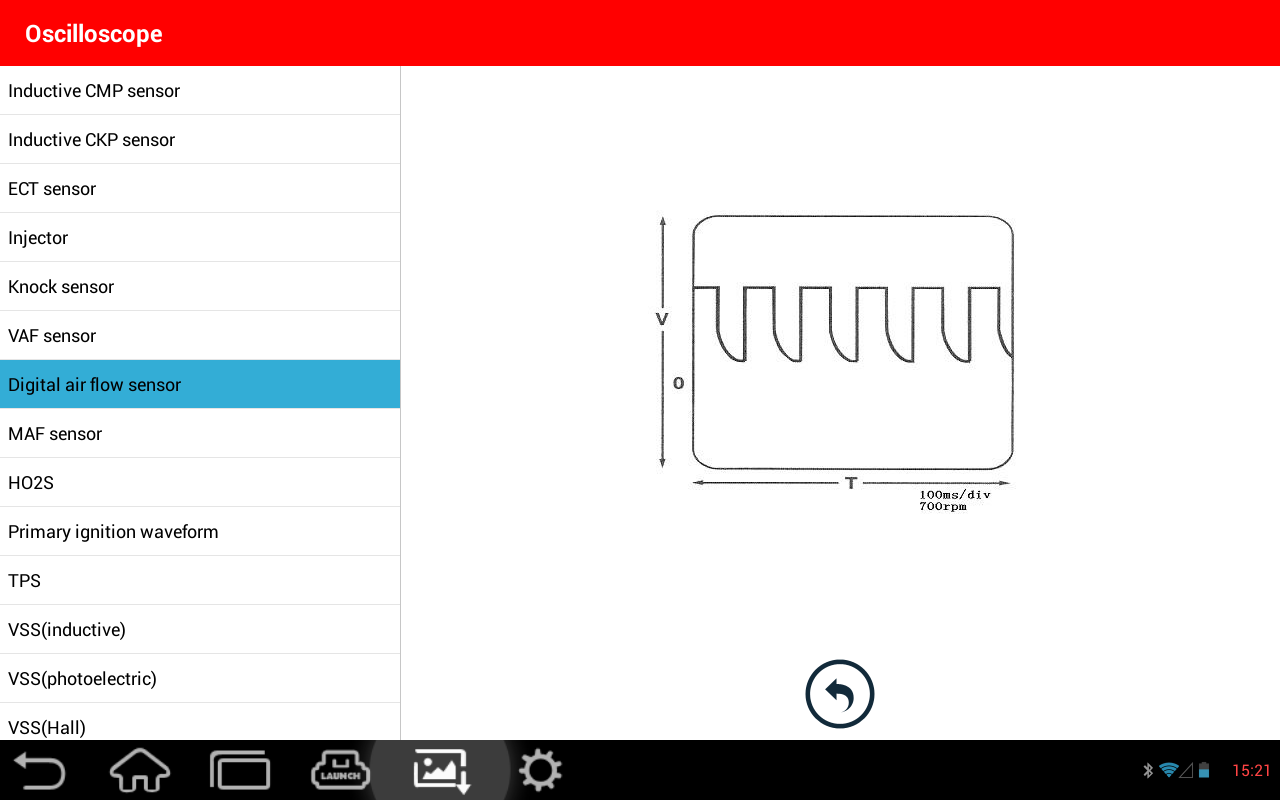 Oscilloscope
Inductive CMP sensor
Inductive CKP sensor
ECT sensor
Injector
Knock sensor
VAF sensor
Digital air flow sensor
MAF sensor
HO2S
Primary ignition waveform
TPS
VSS(inductive)
VSS(photoelectric)
VSS(Hall)
V
0
T
100ms/div
700rpm
LAUNCH
15:21